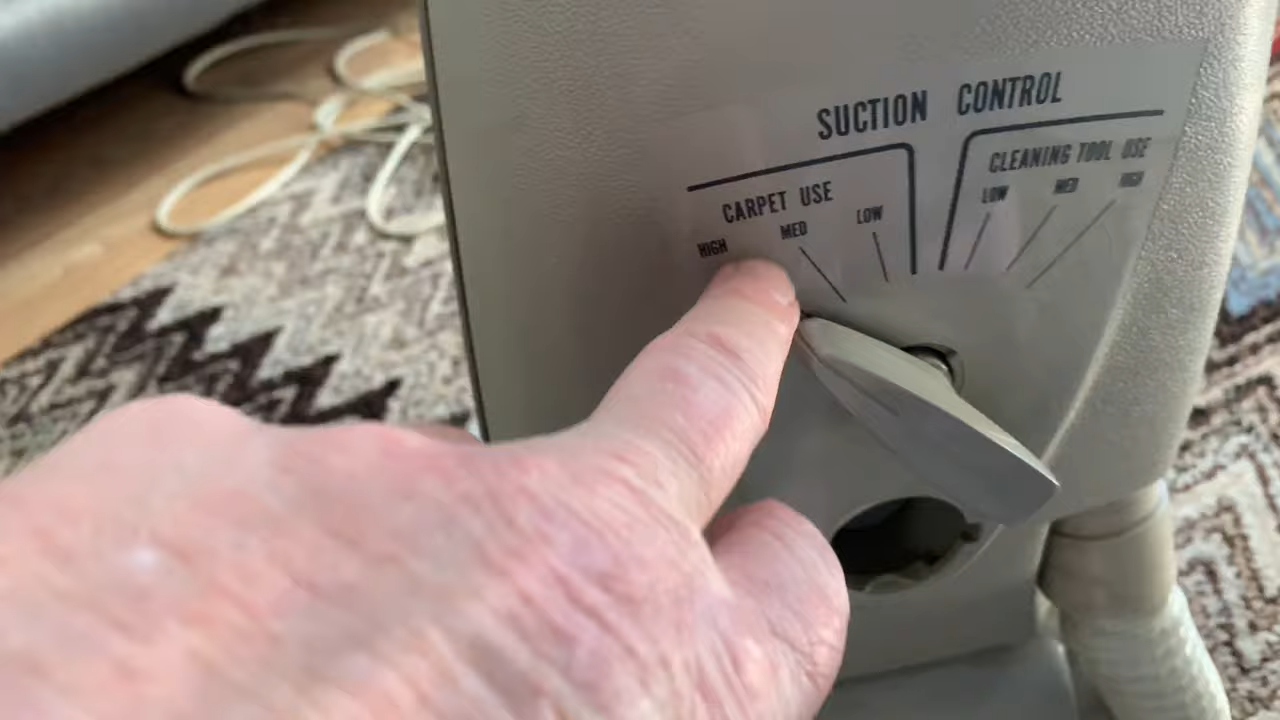 SUCTION CONTROL
CARPET USE
HIGH MED LOW
CLEANING TOOL USE
LOW MED HIGH